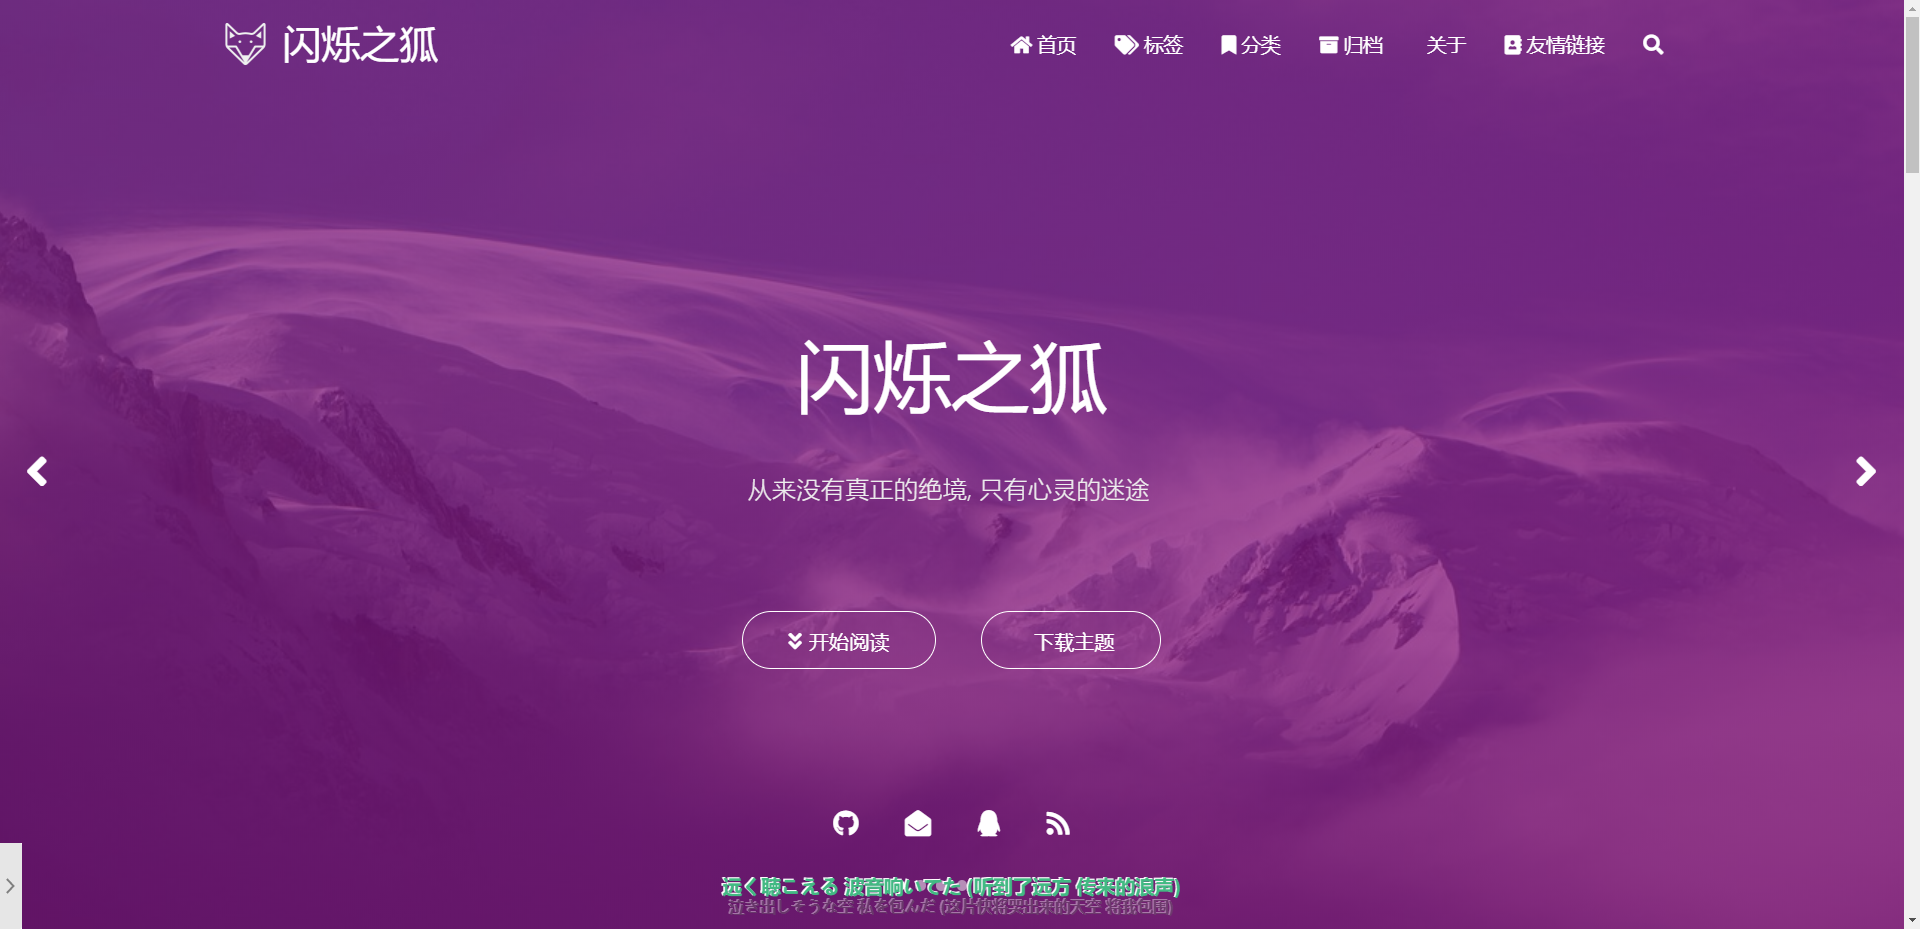 闪烁之狐
首页 标签 分类 归档 关于 友情链接
闪烁之狐
从来没有真正的绝境, 只有心灵的迷途
开始阅读 下载主题
远く聴こえる 波音响いてた (听到了远方 传来的浪声)
泣き出しそうな空 私を包んだ (这片快将哭出来的天空 将我包围)